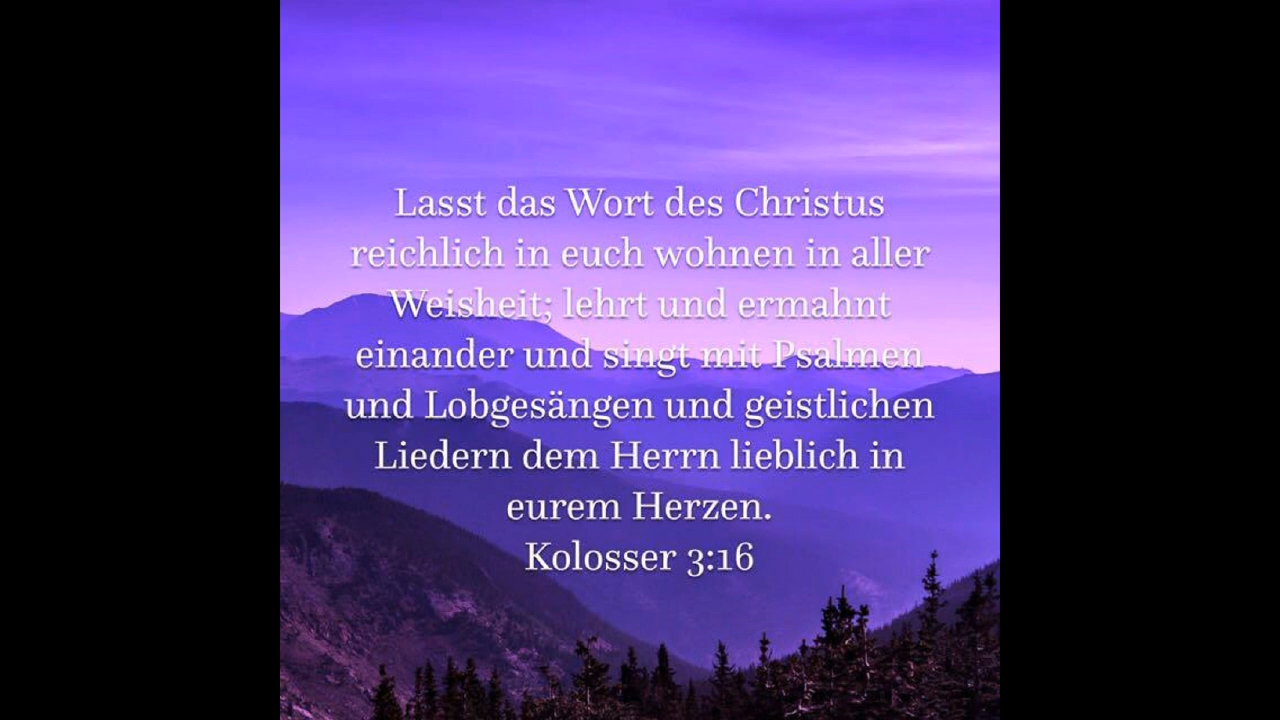 Lasst das Wort des Christus
reichlich in euch wohnen in aller
Weisheit; lehrt und ermahnt
einander und singt mit Psalmen
und Lobgesängen und geistlichen
Liedern dem Herrn lieblich in
eurem Herzen.
Kolosser 3:16